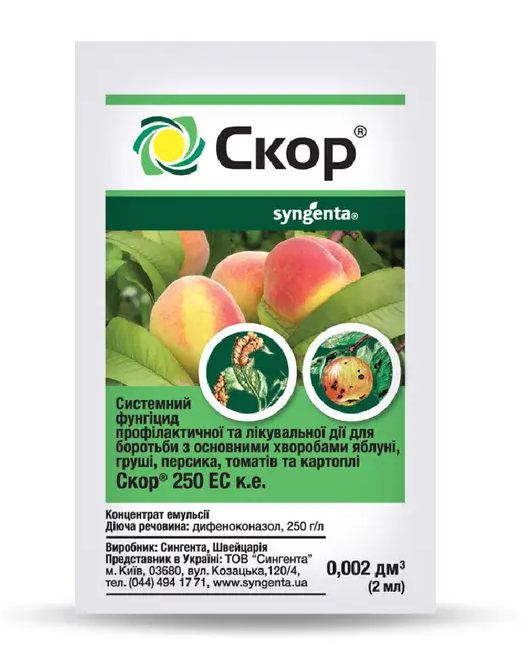 Скор®
syngenta®
Системний
фунгіцид
профілактичної та лікувальної дії для
боротьби з основними хворобами яблуні,
груші, персика, томатів та картоплі
Скор® 250 ЕС к.е.
Концентрат емульсії
Діюча речовина: дифеноконазол, 250 г/л
Виробник: Сингента, Швейцарія
Представник в Україні: ТОВ "Сингента"
м. Київ, 03680, вул. Козацька,120/4,
тел. (044) 494 17 71, www.syngenta.ua
0,002 дм³
(2 мл)